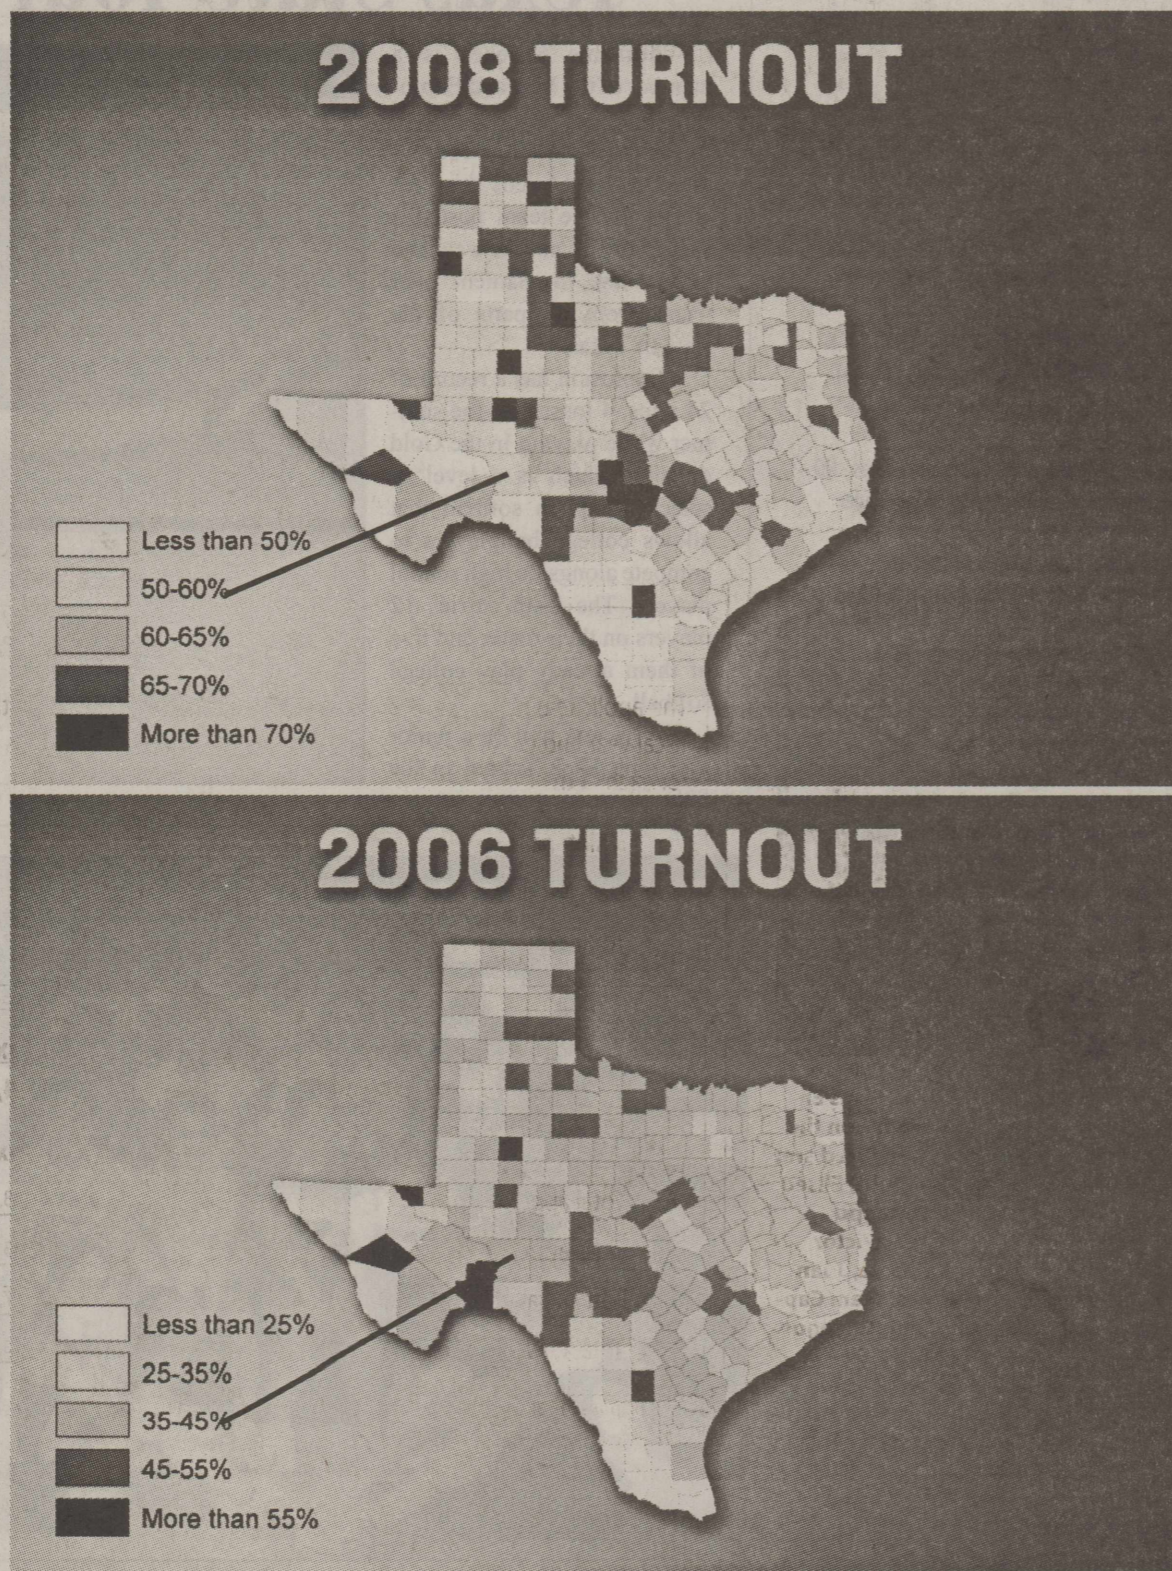 2008 TURNOUT
Less than 50%
50-60%
60-65%
65-70%
More than 70%
2006 TURNOUT
Less than 25%
25-35%
35-45%
45-55%
More than 55%